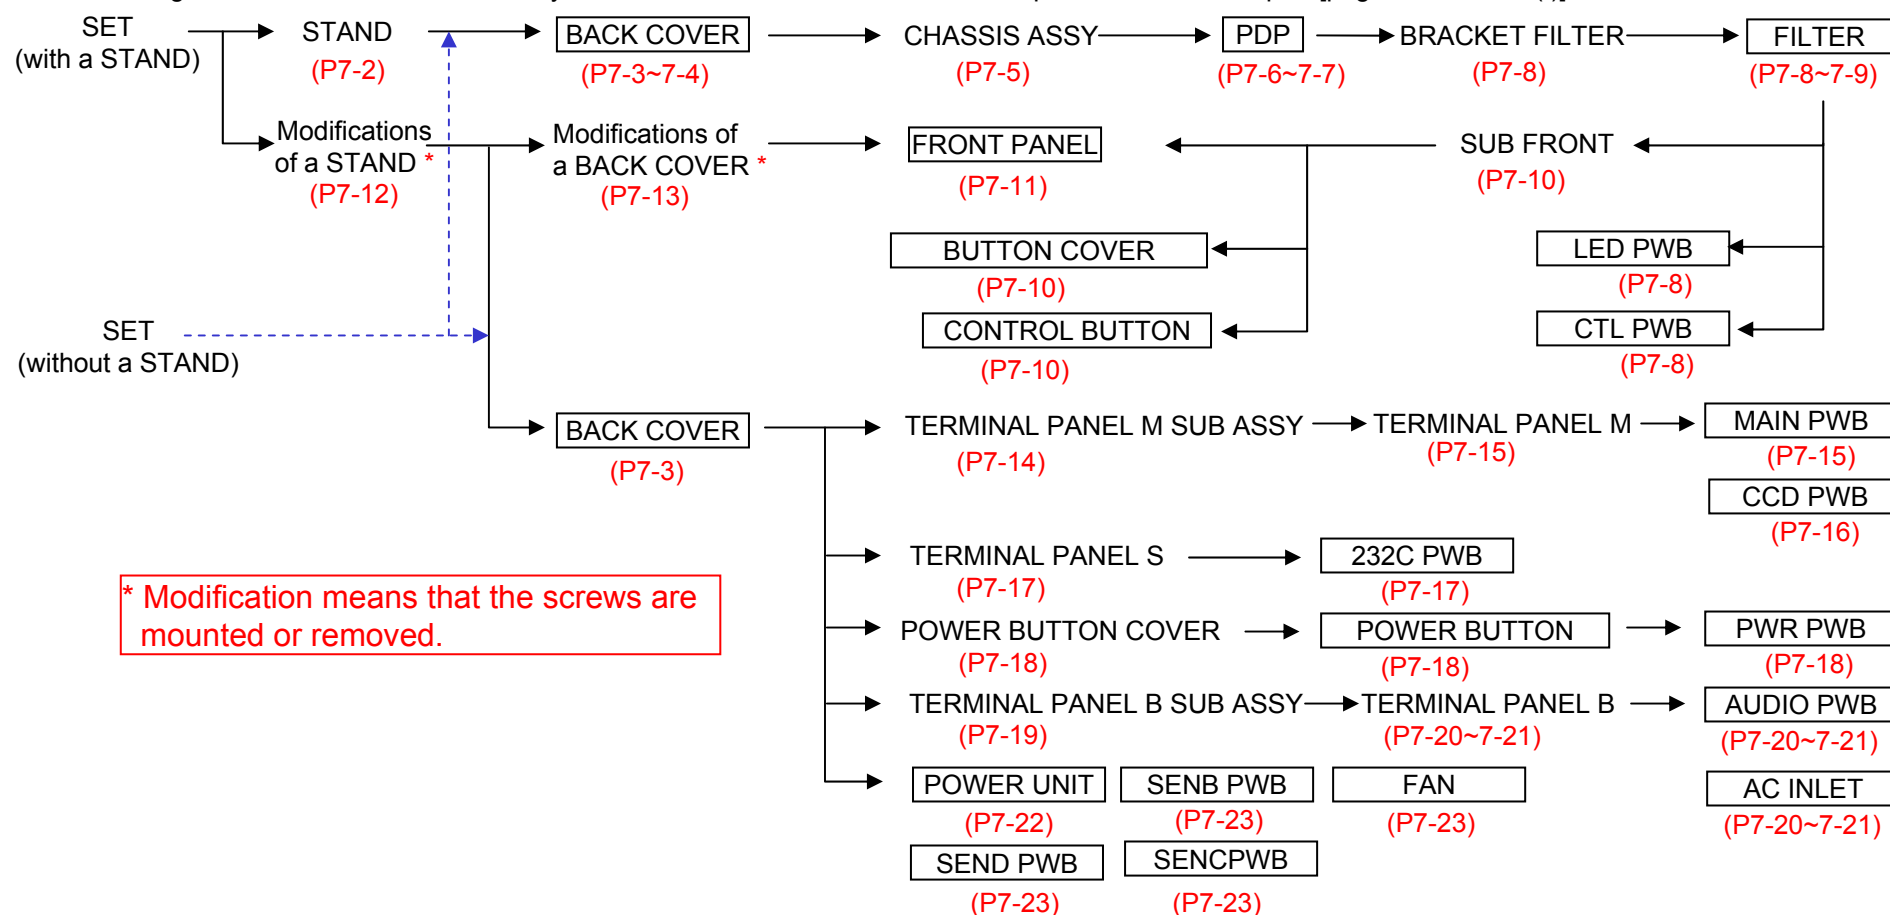 SET
(with a STAND)
STAND
(P7-2)
BACK COVER
(P7-3~7-4)
CHASSIS ASSY
(P7-5)
PDP
(P7-6~7-7)
BRACKET FILTER
(P7-8)
FILTER
(P7-8~7-9)
Modifications
of a STAND *
(P7-12)
Modifications of
a BACK COVER *
(P7-13)
FRONT PANEL
(P7-11)
SUB FRONT
(P7-10)
BUTTON COVER
(P7-10)
LED PWB
(P7-8)
SET
(without a STAND)
CONTROL BUTTON
(P7-10)
CTL PWB
(P7-8)
BACK COVER
(P7-3)
TERMINAL PANEL M SUB ASSY
(P7-14)
TERMINAL PANEL M
(P7-15)
MAIN PWB
(P7-15)
CCD PWB
(P7-16)
TERMINAL PANEL S
(P7-17)
232C PWB
(P7-17)
* Modification means that the screws are
mounted or removed.
POWER BUTTON COVER
(P7-18)
POWER BUTTON
(P7-18)
PWR PWB
(P7-18)
TERMINAL PANEL B SUB ASSY
(P7-19)
TERMINAL PANEL B
(P7-20~7-21)
AUDIO PWB
(P7-20~7-21)
POWER UNIT
(P7-22)
SENB PWB
(P7-23)
FAN
(P7-23)
AC INLET
(P7-20~7-21)
SEND PWB
(P7-23)
SENCPWB
(P7-23)